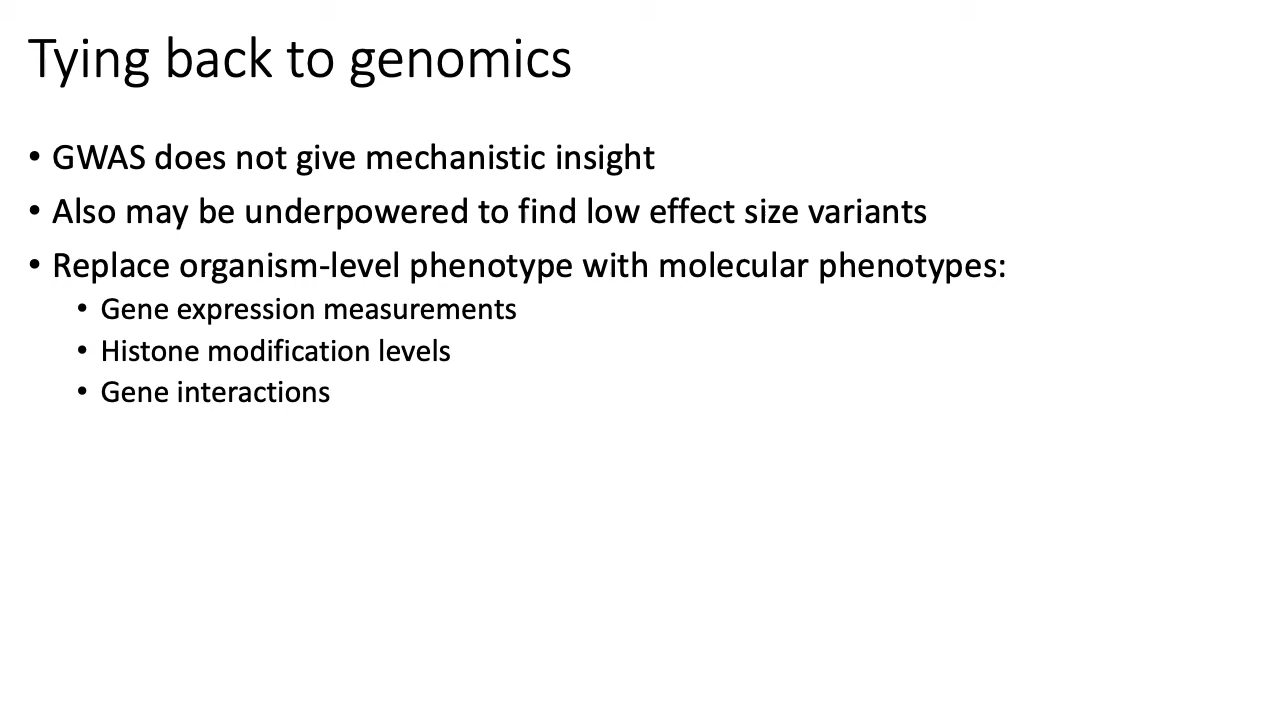 Tying back to genomics
• GWAS does not give mechanistic insight
• Also may be underpowered to find low effect size variants
• Replace organism-level phenotype with molecular phenotypes:
• Gene expression measurements
• Histone modification levels
• Gene interactions